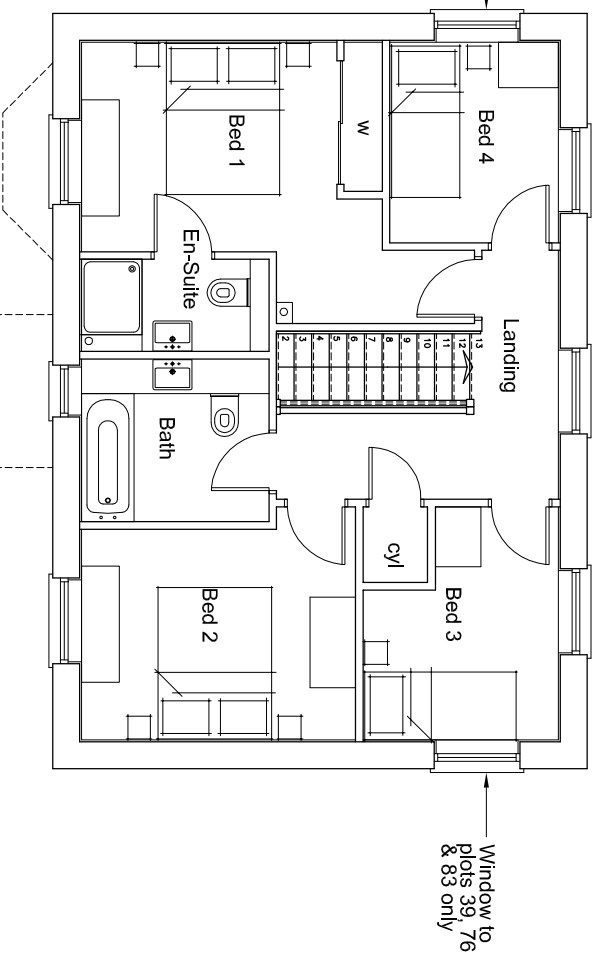 Bed 4
W
Bed 1
En-Suite
Landing
13
12
11
10
9
8
7
6
5
4
3
2
Bath
cyl
Bed 3
Bed 2
Window to
plots 39, 76
& 83 only